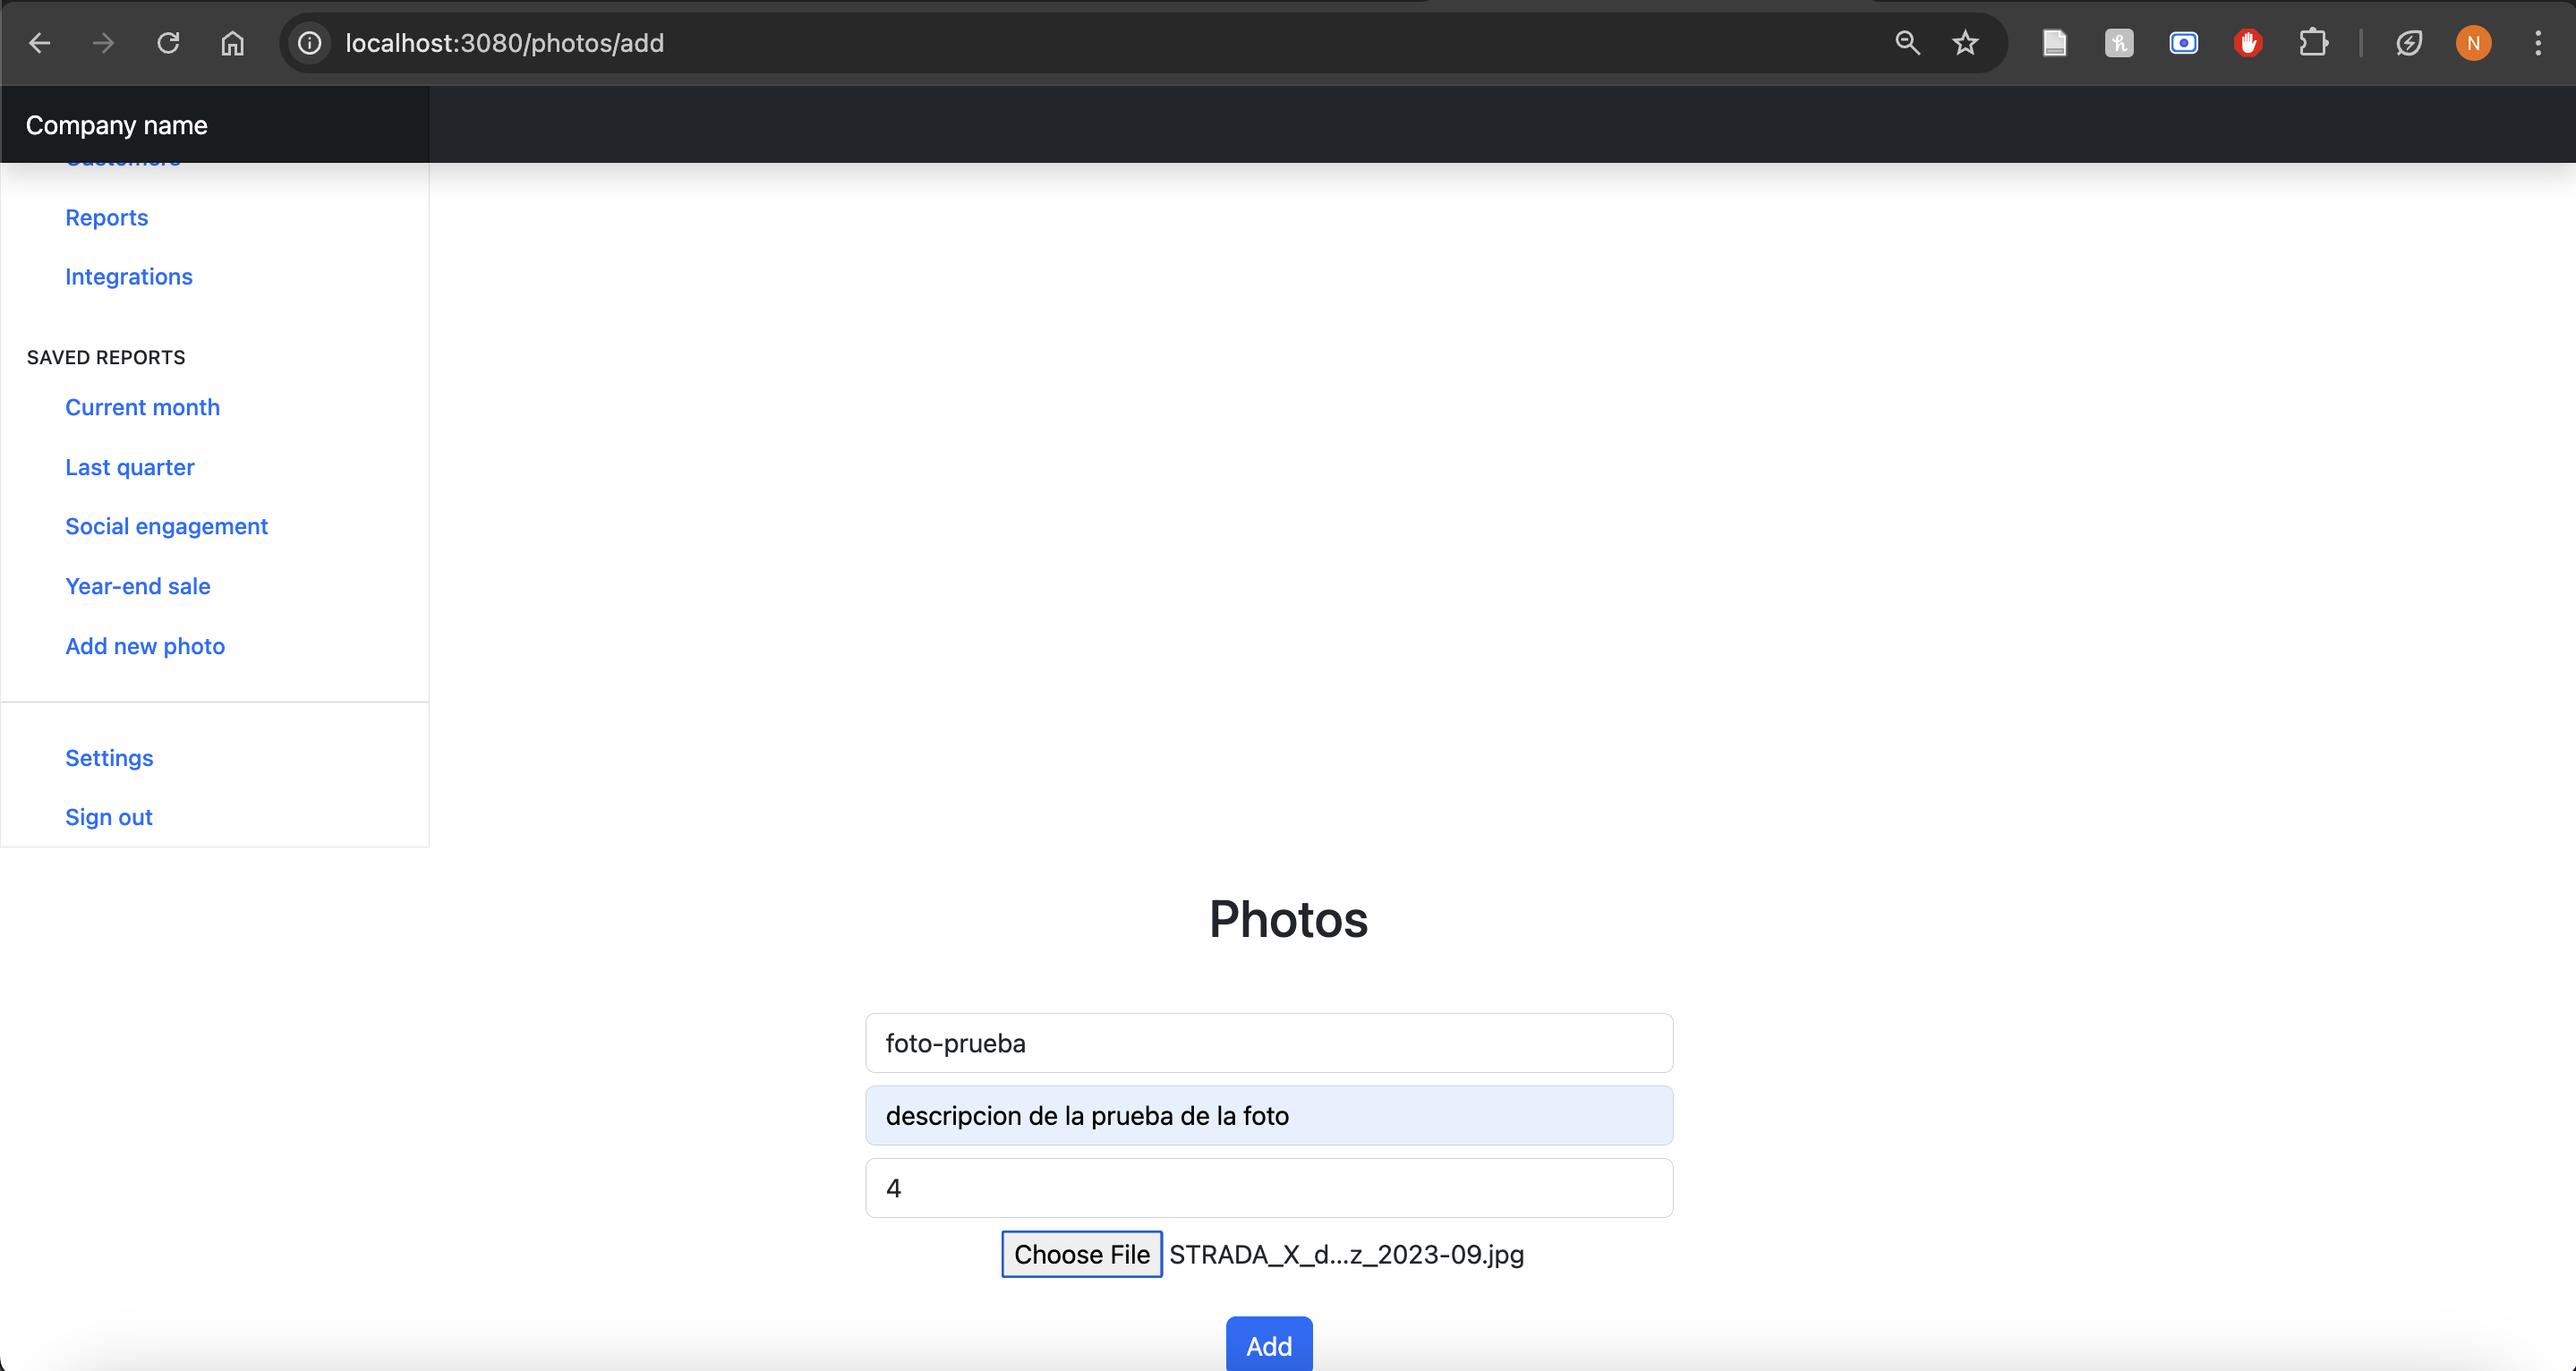 localhost:3080/photos/add
N
Company name
Customers
Reports
Integrations
SAVED REPORTS
Current month
Last quarter
Social engagement
Year-end sale
Add new photo
Settings
Sign out
Photos
foto-prueba
descripcion de la prueba de la foto
4
Choose File STRADA_X_d...z_2023-09.jpg
Add